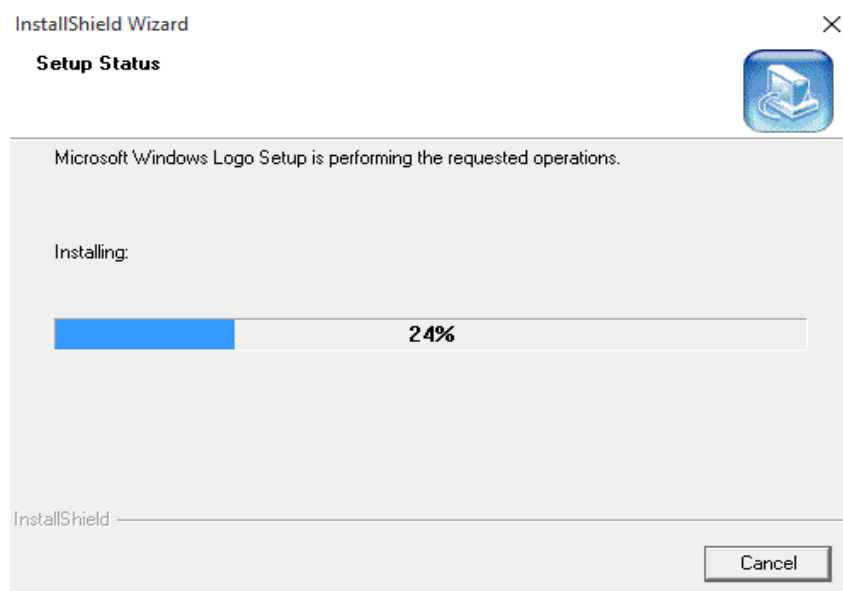 InstallShield Wizard
Setup Status
Microsoft Windows Logo Setup is performing the requested operations.
Installing:
24%
InstallShield
Cancel